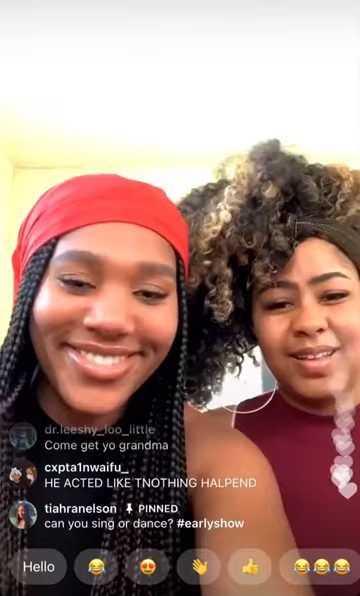 dr.leeshy_loo_little
Come get yo grandma
cxpta1nwaifu_
HE ACTED LIKE TNOTHING HALPEND
tiahranelson PINNED
can you sing or dance? #earlyshow
Hello